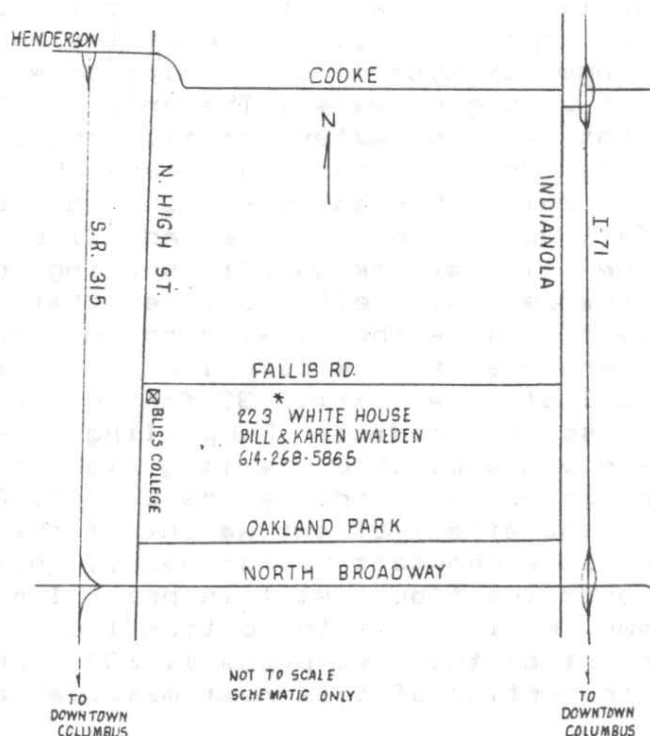 HENDERSON
COOKE
N
N. HIGH ST.
S.R. 315
INDIANOLA
I-71
FALLIS RD.
*
223 WHITE HOUSE
BILL & KAREN WALDEN
614-268-5865
BLISS COLLEGE
OAKLAND PARK
NORTH BROADWAY
NOT TO SCALE
SCHEMATIC ONLY
TO
DOWNTOWN
COLUMBUS
TO
DOWNTOWN
COLUMBUS